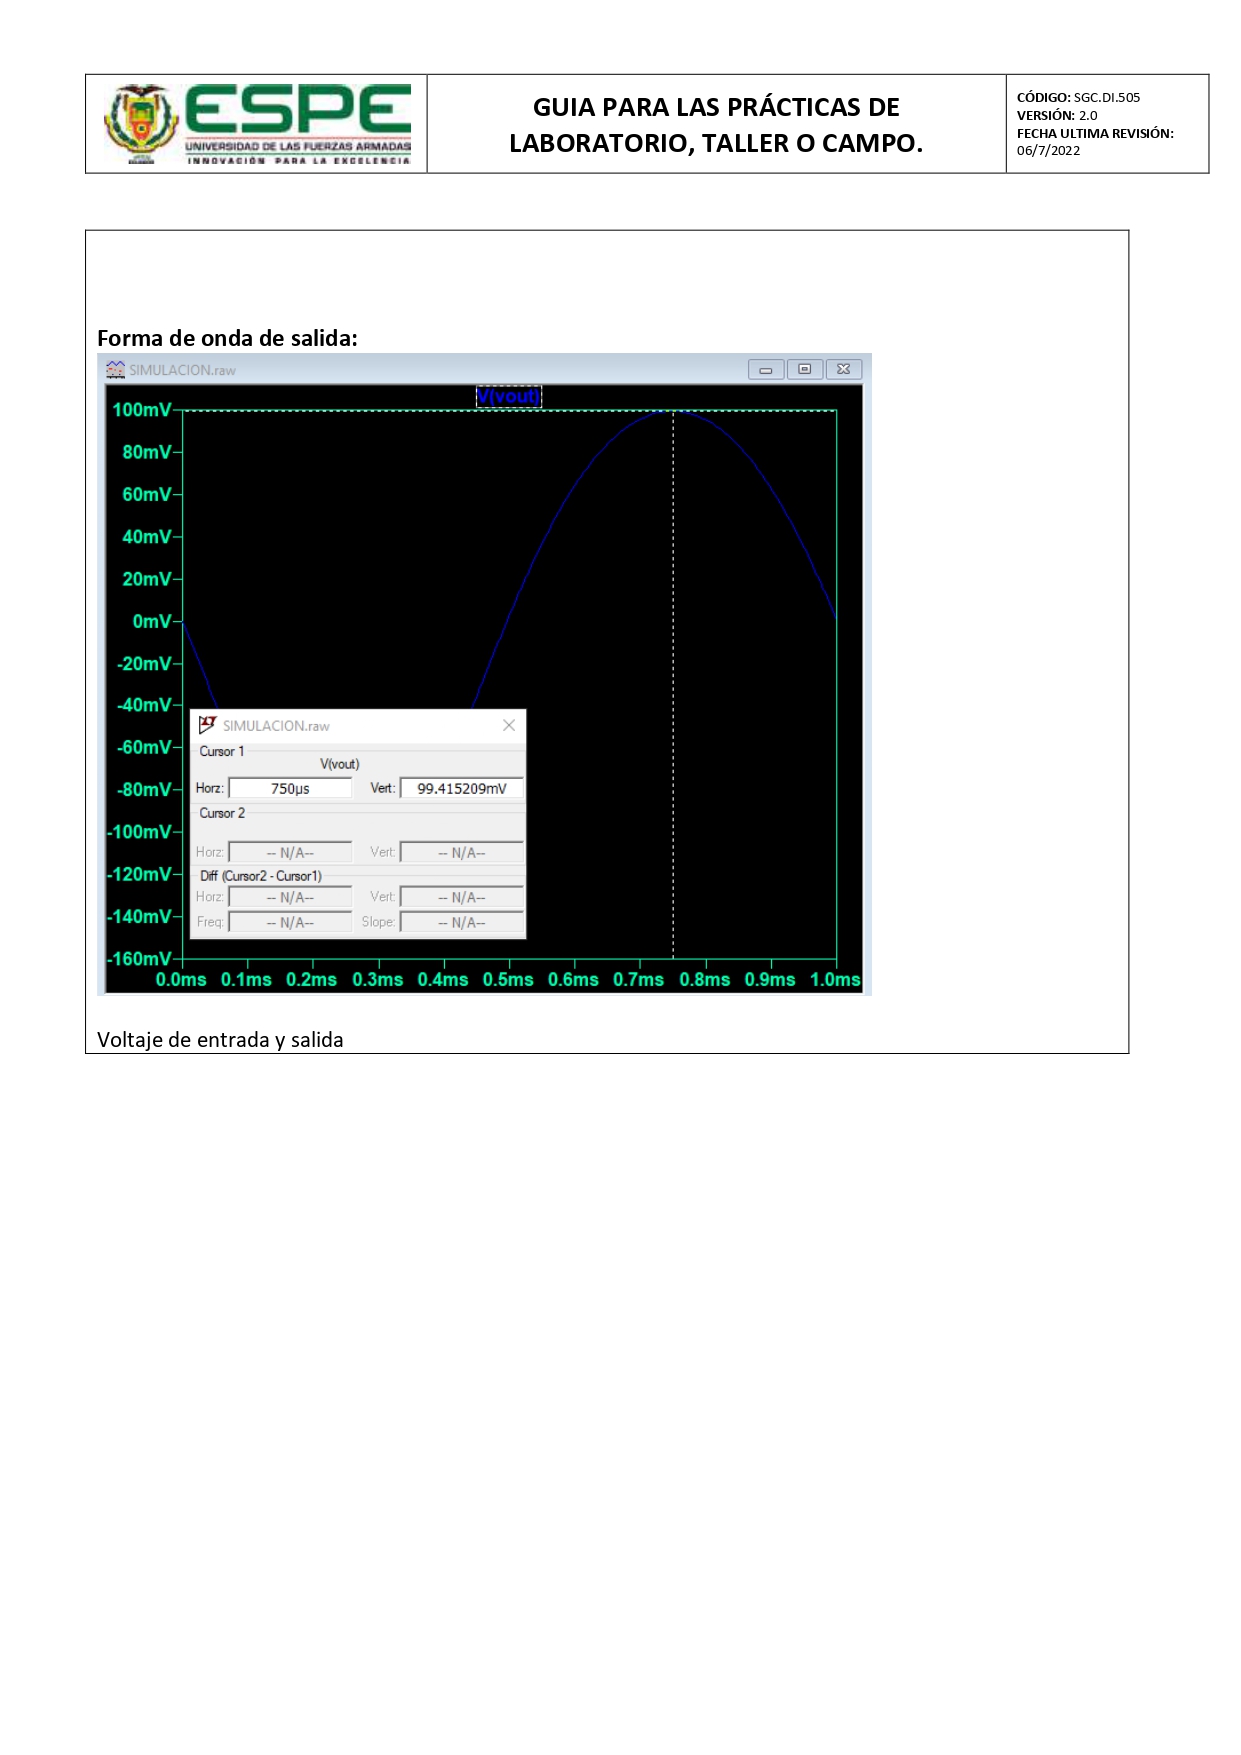 ESPE
UNIVERSIDAD DE LAS FUERZAS ARMADAS
INNOVACIÓN PARA LA EXCELENCIA
GUIA PARA LAS PRÁCTICAS DE
LABORATORIO, TALLER O CAMPO.
CÓDIGO: SGC.DI.505
VERSIÓN: 2.0
FECHA ULTIMA REVISIÓN:
06/7/2022
Forma de onda de salida:
SIMULACION.raw
V(vout)
100mV
80mV
60mV
40mV
20mV
0mV
-20mV
-40mV
-60mV
-80mV
-100mV
-120mV
-140mV
-160mV
SIMULACION.raw
Cursor 1
V(vout)
Horz: 750µs Vert: 99.415209mV
Cursor 2
Horz: -- N/A-- Vert: -- N/A--
Diff (Cursor2 - Cursor1)
Horz: -- N/A-- Vert: -- N/A--
Freq: -- N/A-- Slope: -- N/A--
0.0ms 0.1ms 0.2ms 0.3ms 0.4ms 0.5ms 0.6ms 0.7ms 0.8ms 0.9ms 1.0ms
Voltaje de entrada y salida